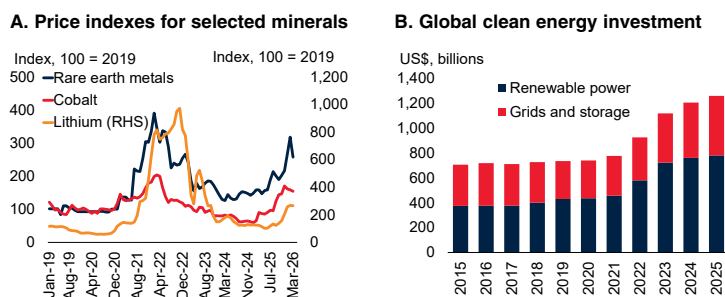 A. Price indexes for selected minerals
Index, 100 = 2019
Index, 100 = 2019
500
400
300
200
100
0
1,200
1,000
800
600
400
200
0
Rare earth metals
Cobalt
Lithium (RHS)
Jan-19
Aug-19
Apr-20
Dec-20
Aug-21
Apr-22
Dec-22
Aug-23
Mar-24
Nov-24
Jul-25
Mar-26
B. Global clean energy investment
US$, billions
1,400
1,200
1,000
800
600
400
200
0
Renewable power
Grids and storage
2015
2016
2017
2018
2019
2020
2021
2022
2023
2024
2025